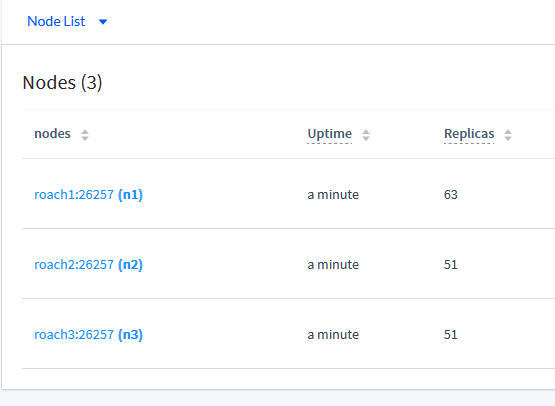 Node List
Nodes (3)
nodes Uptime Replicas
roach1:26257 (n1) a minute 63
roach2:26257 (n2) a minute 51
roach3:26257 (n3) a minute 51